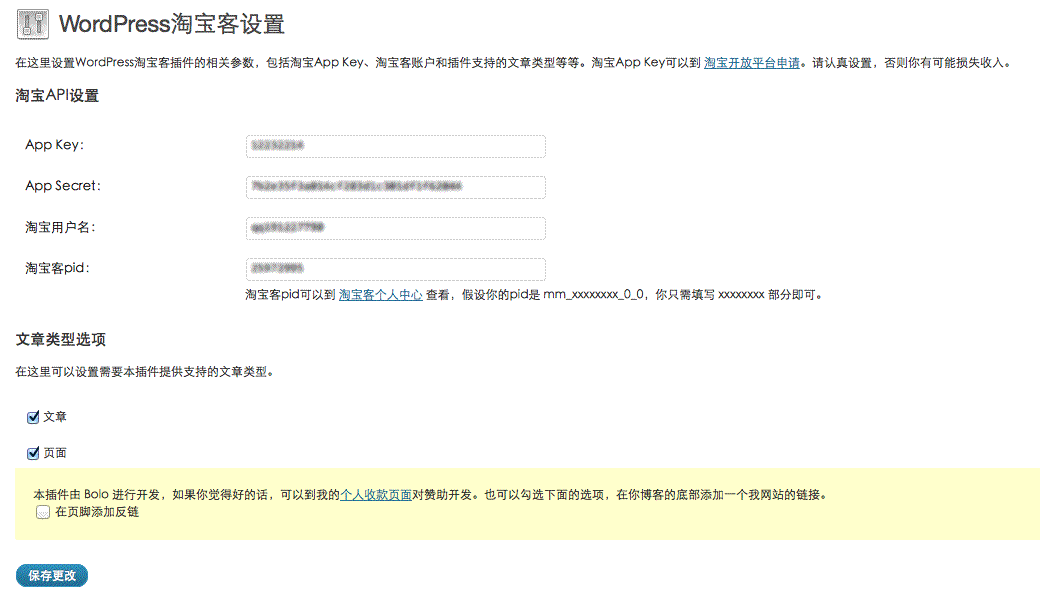 WordPress淘宝客设置
在这里设置WordPress淘宝客插件的相关参数，包括淘宝App Key、淘宝客账户和插件支持的文章类型等等。淘宝App Key可以到 淘宝开放平台申请。请认真设置，否则你有可能损失收入。
淘宝API设置
App Key：
App Secret：
淘宝用户名：
淘宝客pid：
淘宝客pid可以到 淘宝客个人中心 查看，假设你的pid是 mm_xxxxxxxx_0_0，你只需填写 xxxxxxxx 部分即可。
文章类型选项
在这里可以设置需要本插件提供支持的文章类型。
文章
页面
本插件由 Bolo 进行开发，如果你觉得好的话，可以到我的个人收款页面对赞助开发。也可以勾选下面的选项，在你博客的底部添加一个我网站的链接。
在页脚添加反链
保存更改